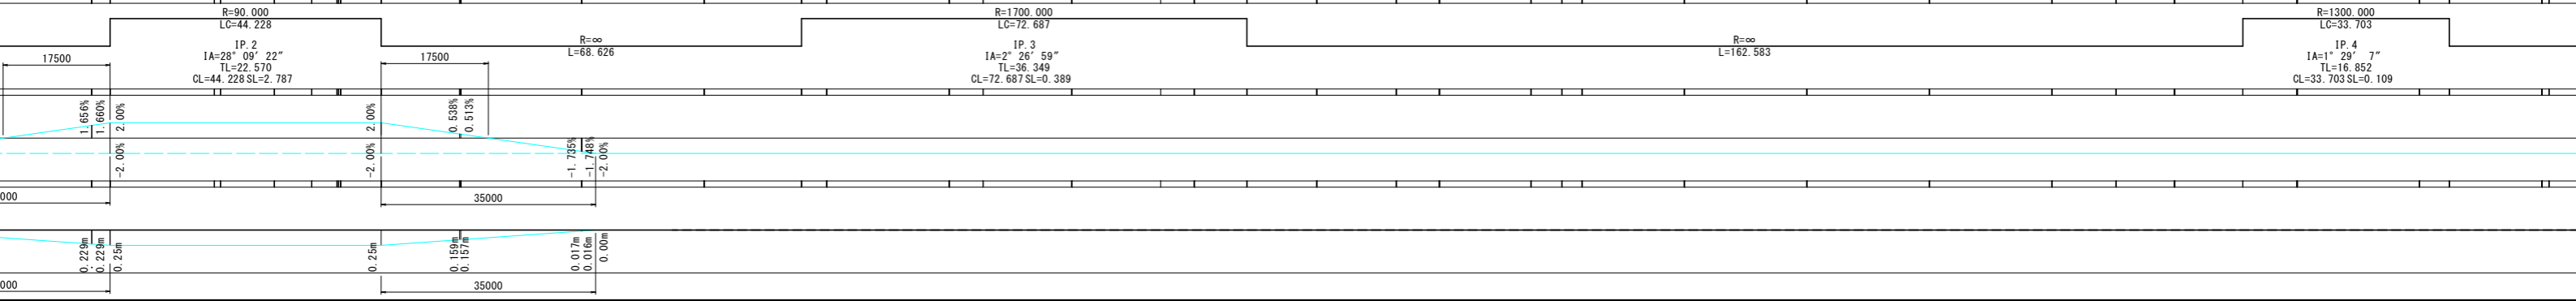 R=90.000
LC=44.228
IP.2
IA=28° 09′ 22″
TL=22.570
CL=44.228 SL=2.787
R=∞
L=68.626
R=1700.000
LC=72.687
IP.3
IA=2° 26′ 59″
TL=36.349
CL=72.687 SL=0.389
R=∞
L=162.583
R=1300.000
LC=33.703
IP.4
IA=1° 29′ 7″
TL=16.852
CL=33.703 SL=0.109
17500
17500
1.656%
1.660%
2.00%
2.00%
0.538%
0.513%
-2.00%
-2.00%
-1.735%
-1.748%
-2.00%
000
35000
0.229m
0.229m
0.25m
0.25m
0.159m
0.157m
0.017m
0.016m
0.00m
000
35000